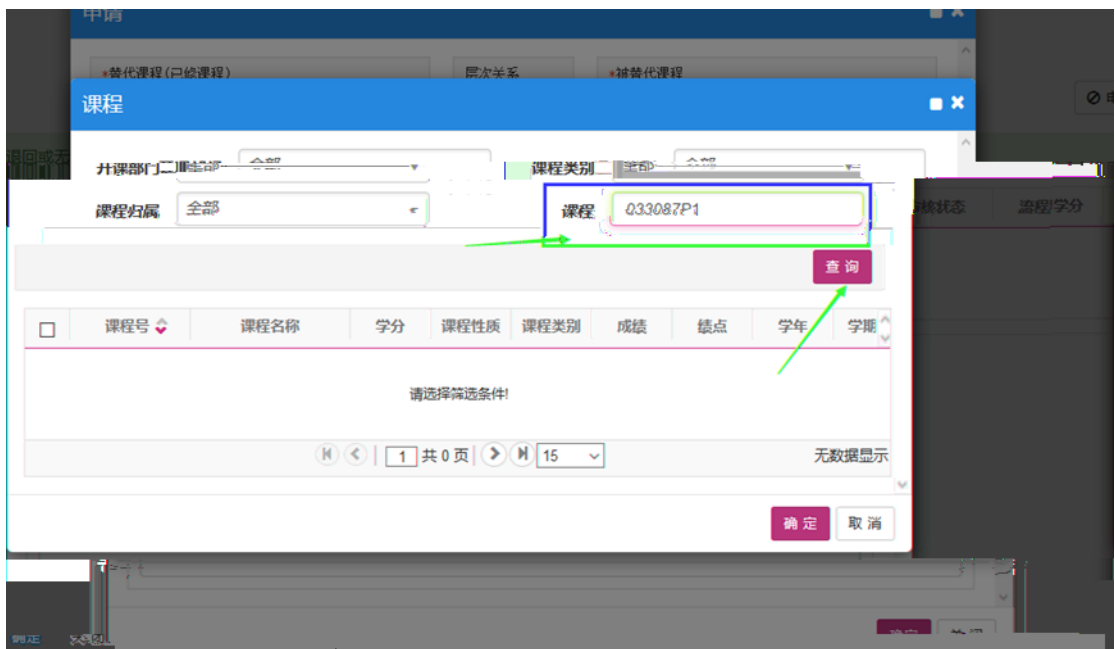 申请
*替代课程(已修课程) 层次关系 *被替代课程
课程
开课部门 全部 课程类别 全部
课程归属 全部 课程 033087P1
流程学分
查询
课程号 课程名称 学分 课程性质 课程类别 成绩 绩点 学年 学期
请选择筛选条件!
1 共 0 页 15 无数据显示
确定 取消